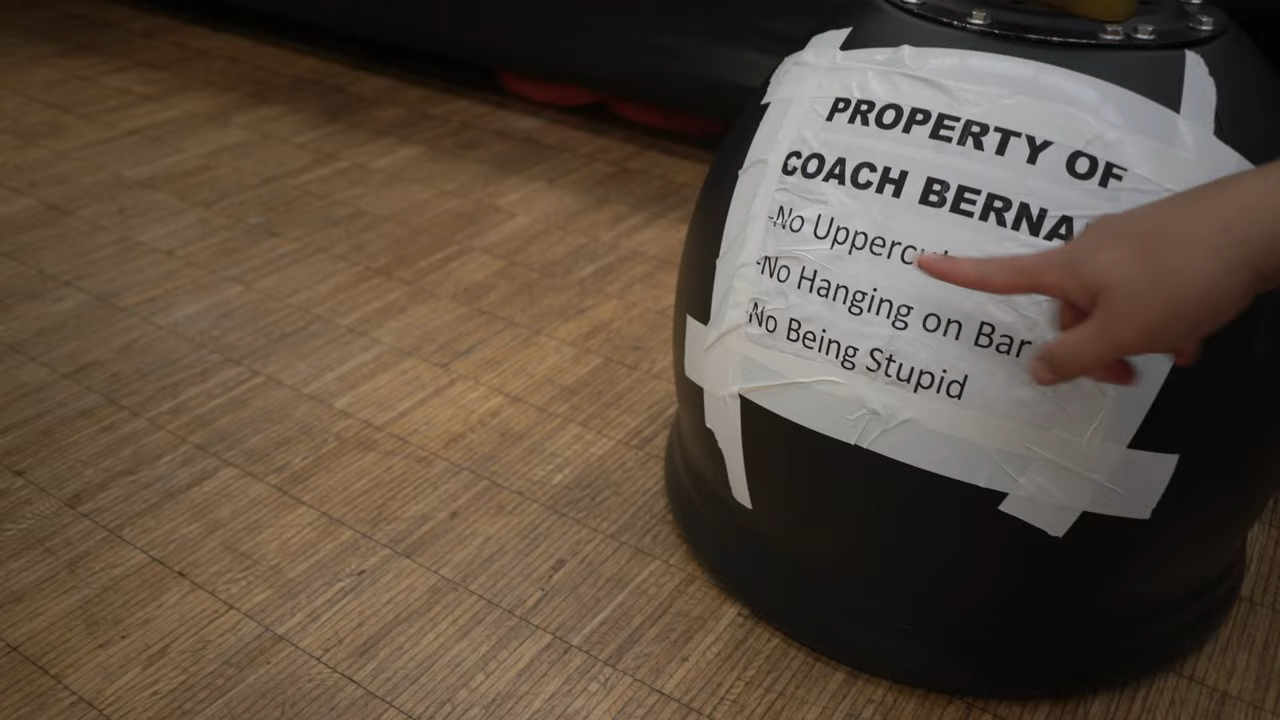 PROPERTY OF
COACH
-No
-No Hanging on Bar
No Being Stupid